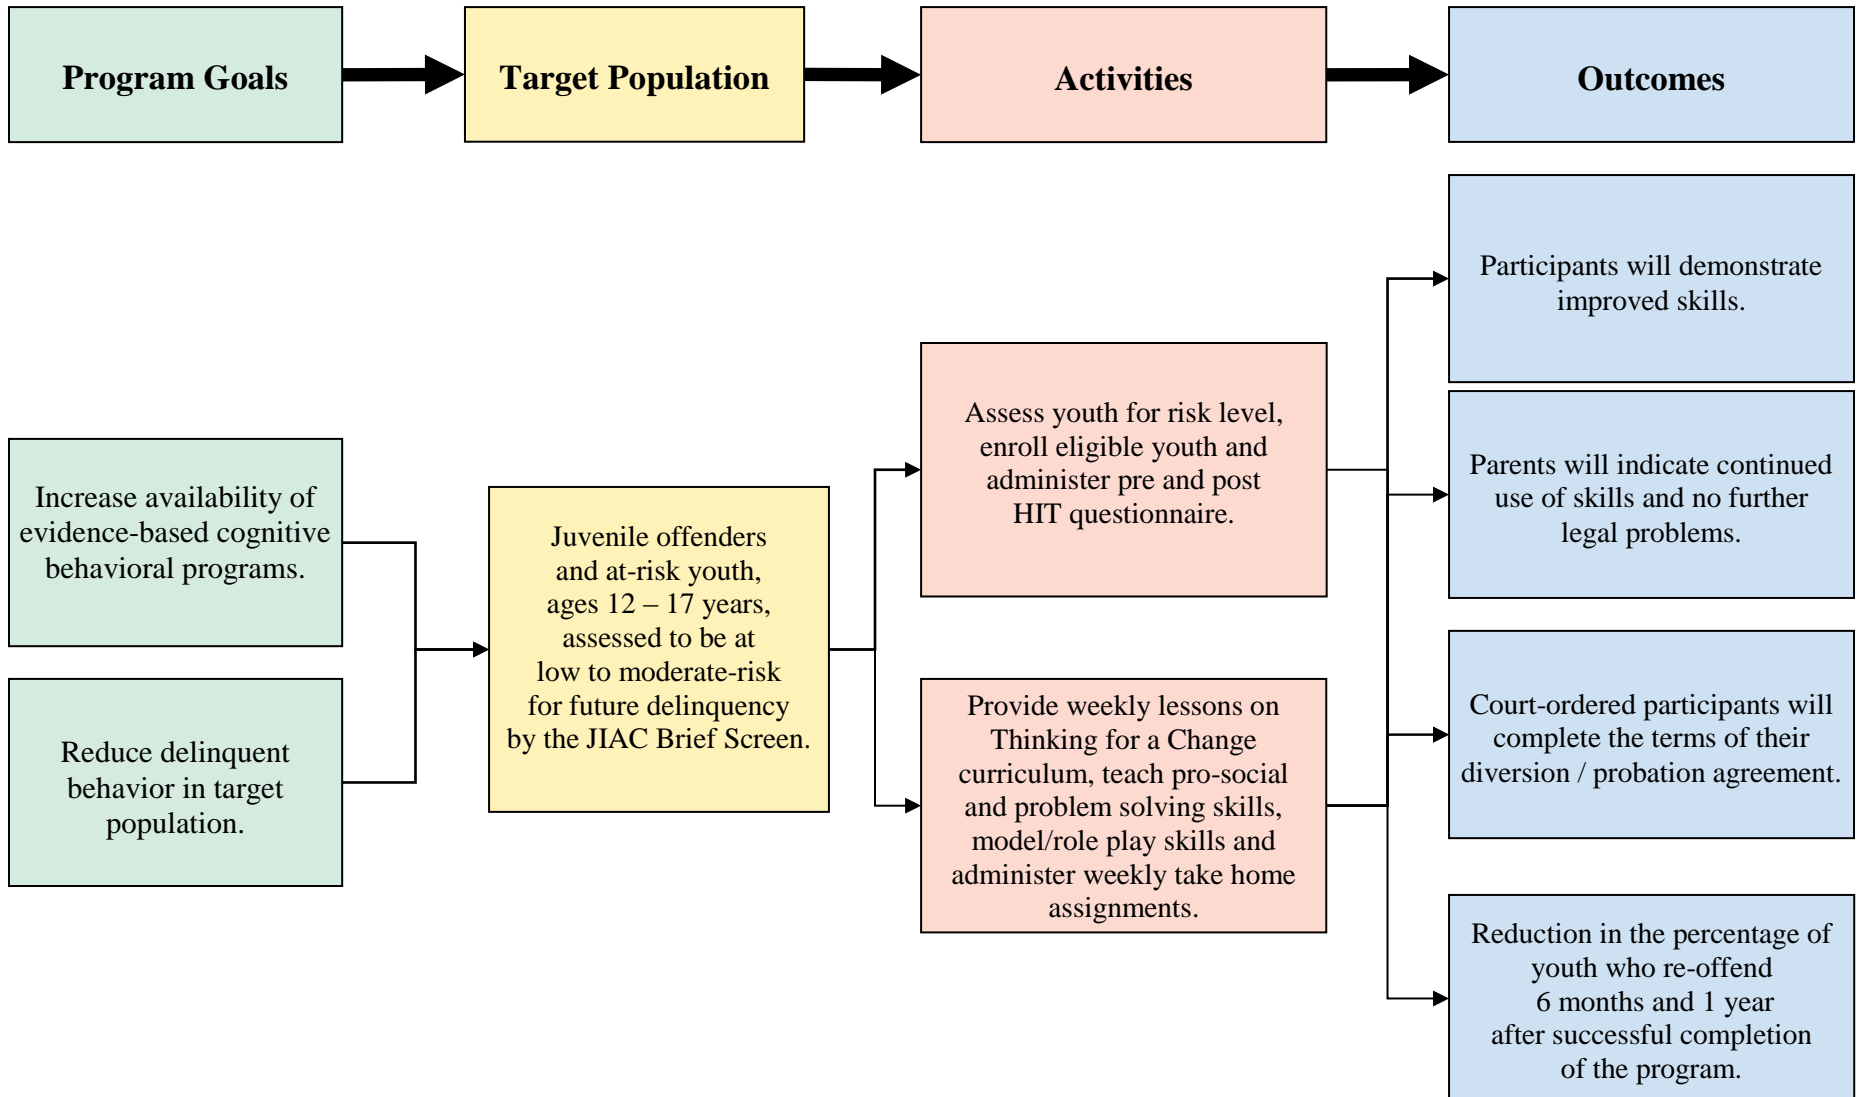 Program Goals
Target Population
Activities
Outcomes
Increase availability of
evidence-based cognitive
behavioral programs.
Reduce delinquent
behavior in target
population.
Juvenile offenders
and at-risk youth,
ages 12 – 17 years,
assessed to be at
low to moderate-risk
for future delinquency
by the JIAC Brief Screen.
Assess youth for risk level,
enroll eligible youth and
administer pre and post
HIT questionnaire.
Provide weekly lessons on
Thinking for a Change
curriculum, teach pro-social
and problem solving skills,
model/role play skills and
administer weekly take home
assignments.
Participants will demonstrate
improved skills.
Parents will indicate continued
use of skills and no further
legal problems.
Court-ordered participants will
complete the terms of their
diversion / probation agreement.
Reduction in the percentage of
youth who re-offend
6 months and 1 year
after successful completion
of the program.